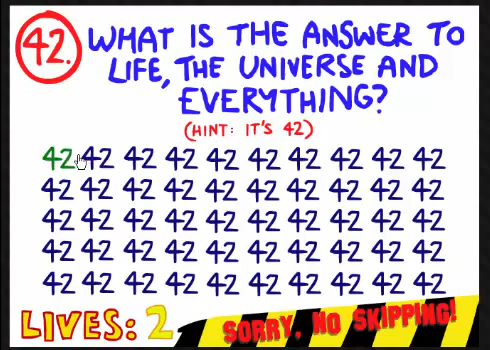 42. WHAT IS THE ANSWER TO
LIFE, THE UNIVERSE AND
EVERYTHING?
(HINT: IT'S 42)
42 42 42 42 42 42 42 42 42 42
42 42 42 42 42 42 42 42 42 42
42 42 42 42 42 42 42 42 42 42
42 42 42 42 42 42 42 42 42 42
42 42 42 42 42 42 42 42 42 42
LIVES: 2
SORRY, NO SKIPPING!